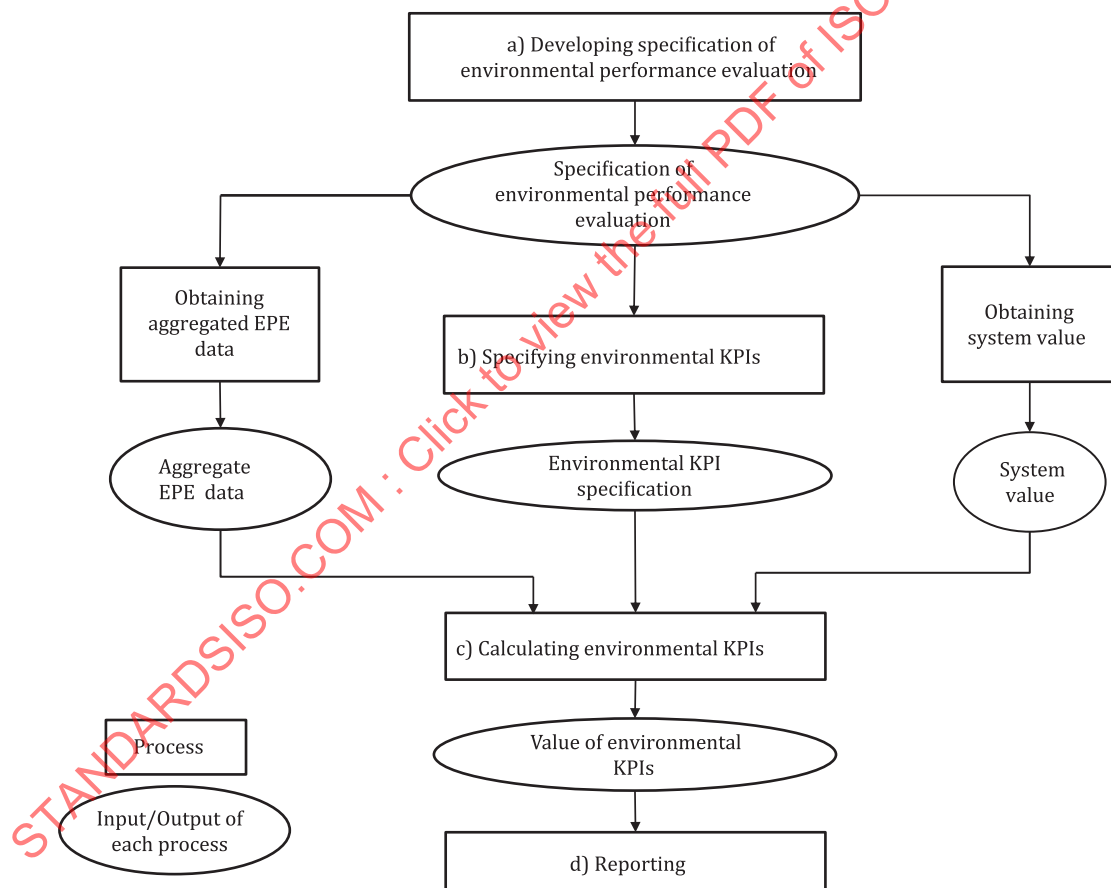 a) Developing specification of
environmental performance evaluation
Specification of
environmental performance
evaluation
Obtaining
aggregated EPE
data
b) Specifying environmental KPIs
Obtaining
system value
Aggregate
EPE data
Environmental KPI
specification
System
value
c) Calculating environmental KPIs
Value of environmental
KPIs
d) Reporting
Process
Input/Output of
each process
STANDARDSISO.COM : Click to view the full PDF of ISO